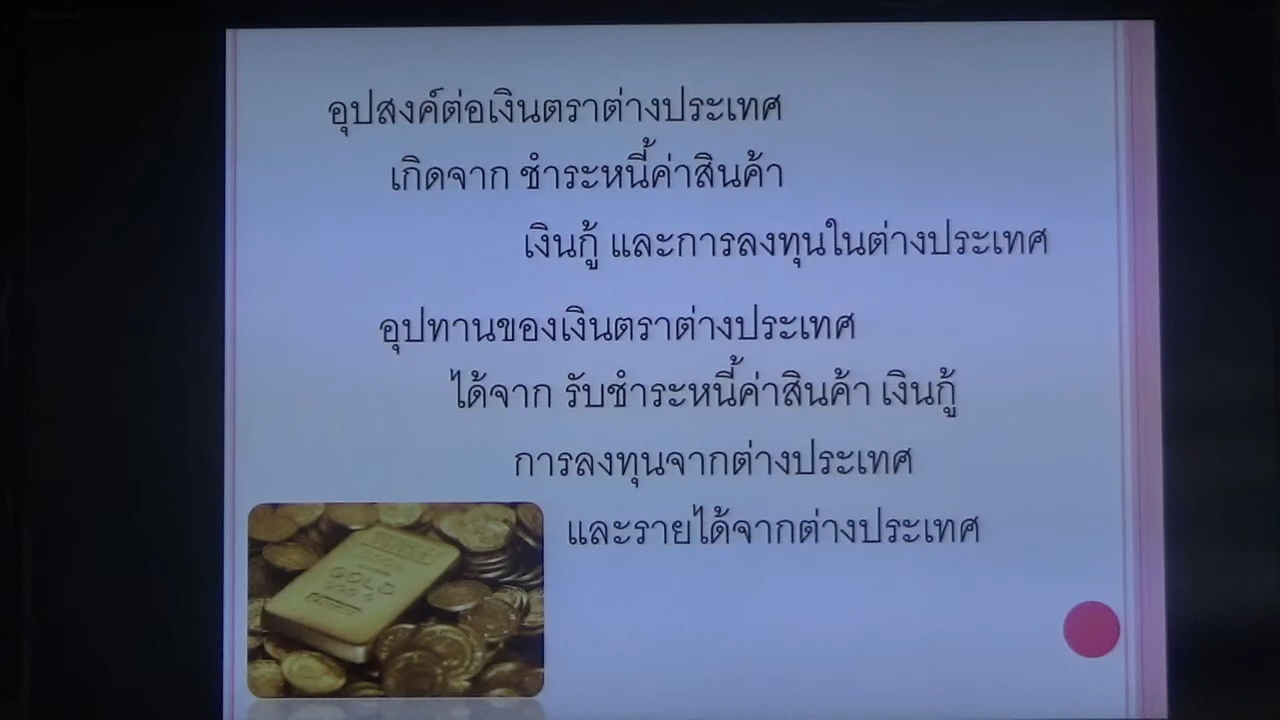 อุปสงค์ต่อเงินตราต่างประเทศ
เกิดจาก ชำระหนี้ค่าสินค้า
เงินกู้ และการลงทุนในต่างประเทศ
อุปทานของเงินตราต่างประเทศ
ได้จาก รับชำระหนี้ค่าสินค้า เงินกู้
การลงทุนจากต่างประเทศ
และรายได้จากต่างประเทศ
GOLD